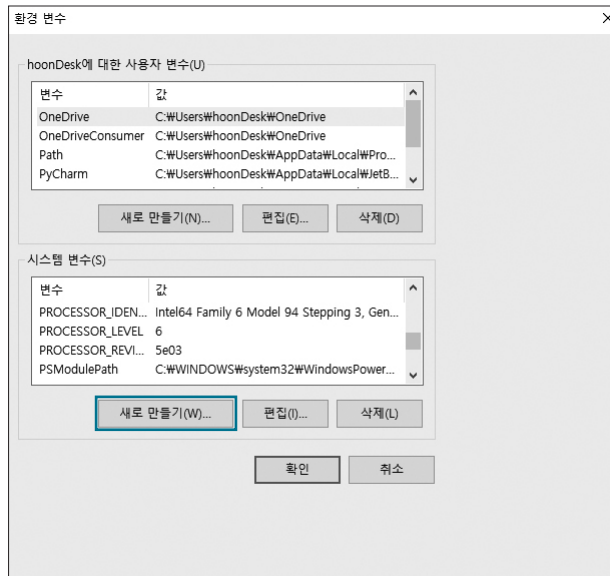 환경 변수
hoonDesk에 대한 사용자 변수(U)
변수 값
OneDrive C:₩Users₩hoonDesk₩OneDrive
OneDriveConsumer C:₩Users₩hoonDesk₩OneDrive
Path C:₩Users₩hoonDesk₩AppData₩Local₩Pro...
PyCharm C:₩Users₩hoonDesk₩AppData₩Local₩JetB...
새로 만들기(N)... 편집(E)... 삭제(D)
시스템 변수(S)
변수 값
PROCESSOR_IDEN... Intel64 Family 6 Model 94 Stepping 3, Gen...
PROCESSOR_LEVEL 6
PROCESSOR_REVI... 5e03
PSModulePath C:₩WINDOWS₩system32₩WindowsPower...
새로 만들기(W)... 편집(I)... 삭제(L)
확인 취소